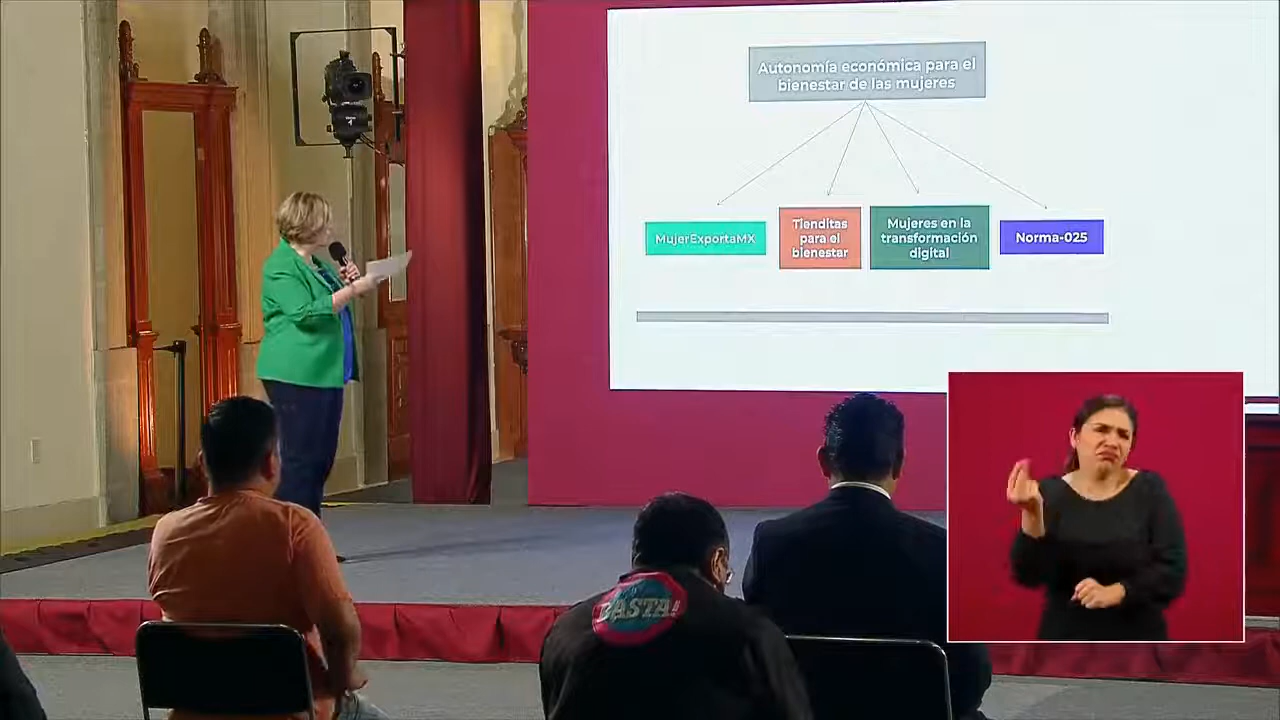 Autonomía económica para el
bienestar de las mujeres
MujerExportaMX
Tienditas
para el
bienestar
Mujeres en la
transformación
digital
Norma-025
BASTA!